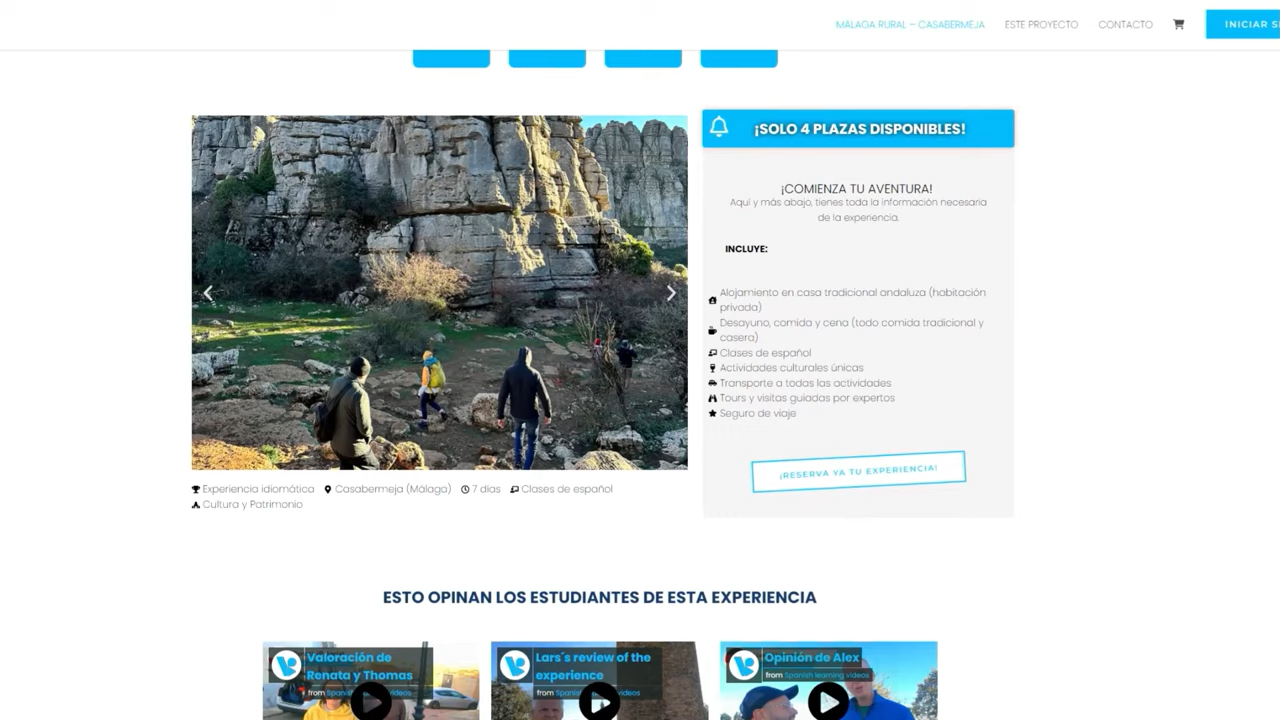 MÁLAGA RURAL – CASABERMEJA
ESTE PROYECTO
CONTACTO
INICIAR
¡SOLO 4 PLAZAS DISPONIBLES!
¡COMIENZA TU AVENTURA!
Aquí y más abajo, tienes toda la información necesaria
de la experiencia.
INCLUYE:
Alojamiento en casa tradicional andaluza (habitación
privada)
Desayuno, comida y cena (todo comida tradicional y
casera)
Clases de español
Actividades culturales únicas
Transporte a todas las actividades
Tours y visitas guiadas por expertos
Seguro de viaje
¡RESERVA YA TU EXPERIENCIA!
Experiencia idiomática
Casabermeja (Málaga)
7 días
Clases de español
Cultura y Patrimonio
ESTO OPINAN LOS ESTUDIANTES DE ESTA EXPERIENCIA
Valoración de
Renata y Thomas
from
Lars´s review of the
experience
from
Opinión de Alex
from Spanish learning videos